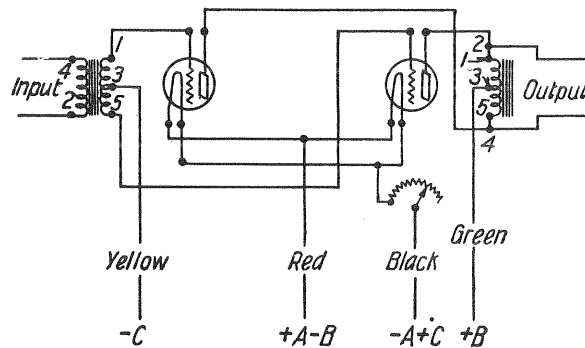 1 2
4 3 1 3
Input Output
2 5 5
4
Yellow Red Black Green
-C +A-B -A+C +B